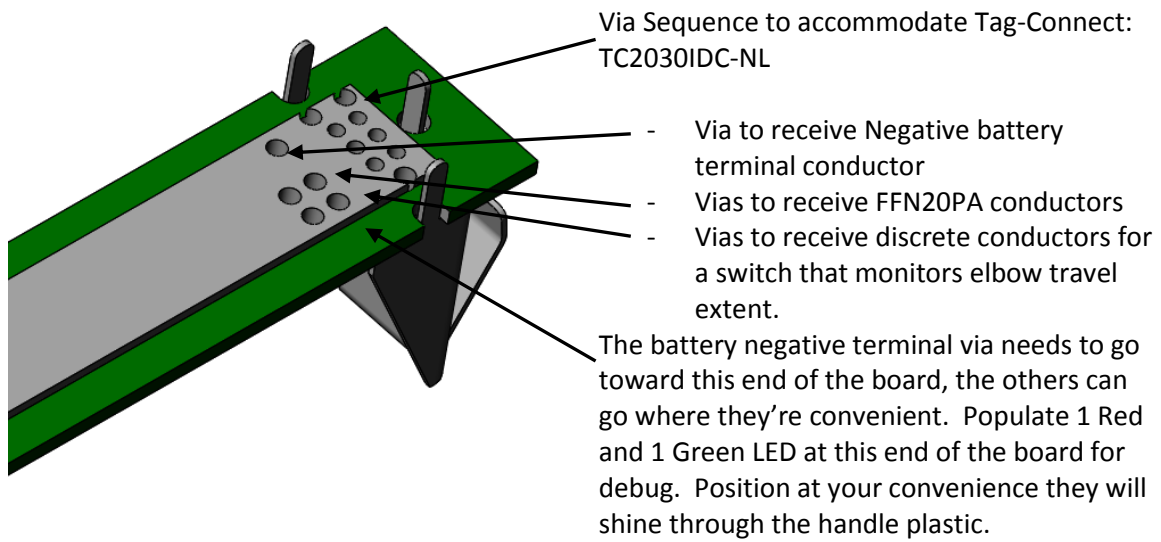 Via Sequence to accommodate Tag-Connect:
TC2030IDC-NL
- Via to receive Negative battery
terminal conductor
- Vias to receive FFN20PA conductors
- Vias to receive discrete conductors for
a switch that monitors elbow travel
extent.
The battery negative terminal via needs to go
toward this end of the board, the others can
go where they’re convenient. Populate 1 Red
and 1 Green LED at this end of the board for
debug. Position at your convenience they will
shine through the handle plastic.